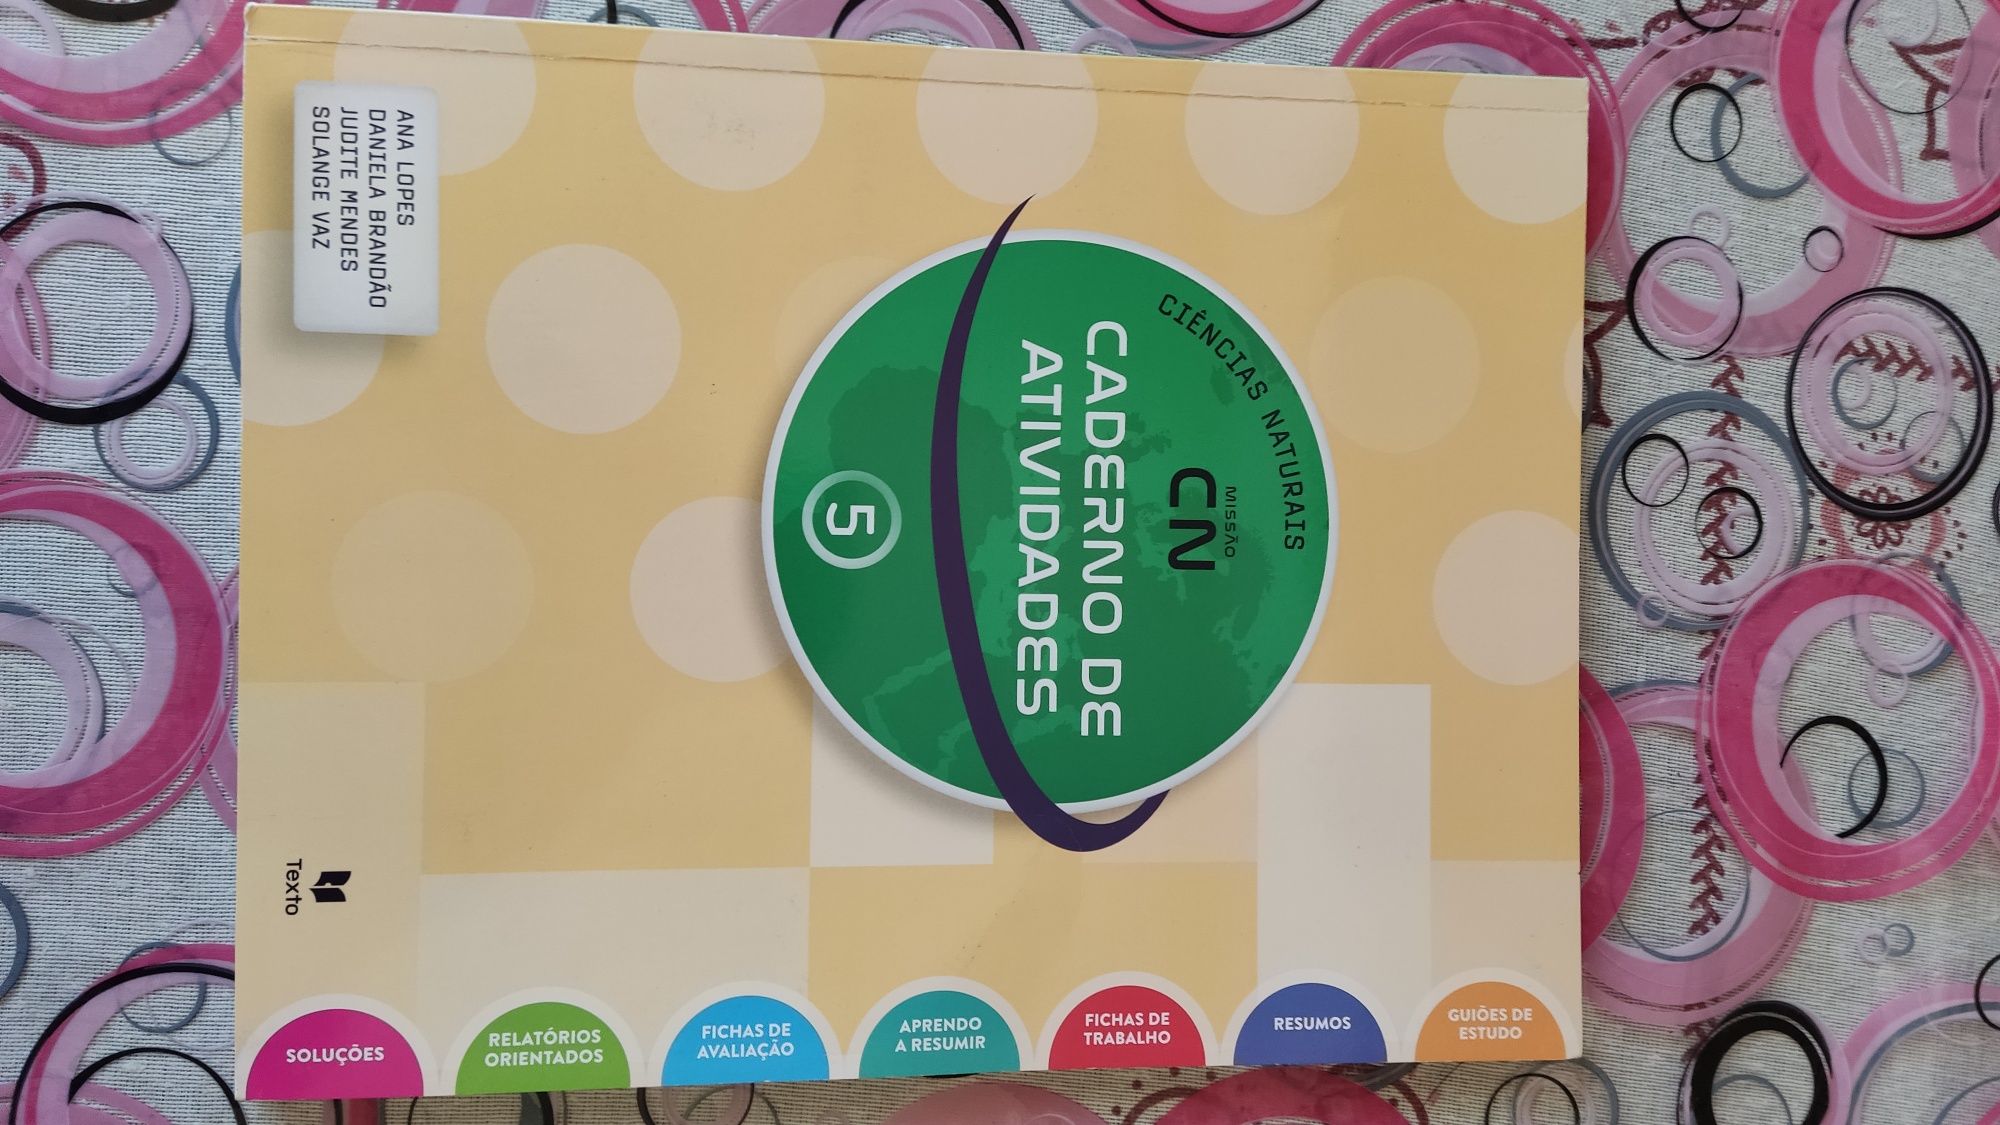 ANA LOPES
DANIELA BRANDÃO
JUDITE MENDES
SOLANGE VAZ
CIÊNCIAS NATURAIS
MISSÃO
CN
CADERNO DE
ATIVIDADES
5
GUIÕES DE
ESTUDO
RESUMOS
FICHAS DE
TRABALHO
APRENDO
A RESUMIR
FICHAS DE
AVALIAÇÃO
RELATÓRIOS
ORIENTADOS
SOLUÇÕES
Texto